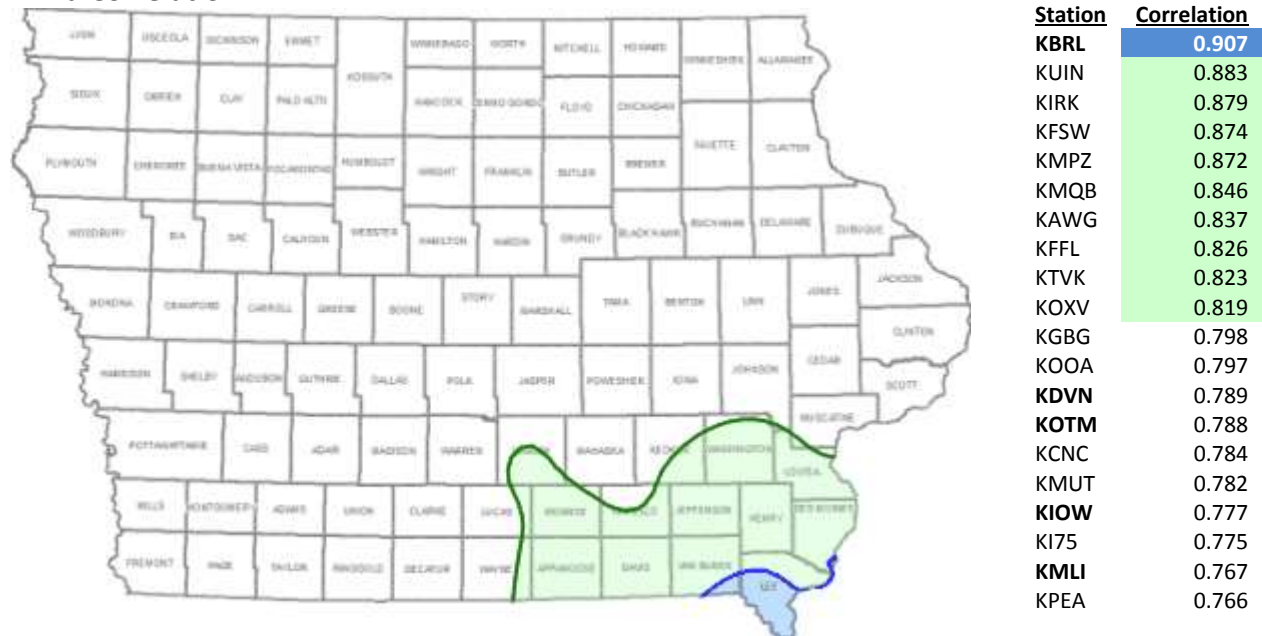 Station Correlation
KBRL 0.907
KUIN 0.883
KIRK 0.879
KFSW 0.874
KMPZ 0.872
KMQB 0.846
KAWG 0.837
KFFL 0.826
KTVK 0.823
KOXV 0.819
KGBG 0.798
KOOA 0.797
KDVN 0.789
KOTM 0.788
KCNC 0.784
KMUT 0.782
KIOW 0.777
KI75 0.775
KMLI 0.767
KPEA 0.766
LYON OSCEOLA DICKINSON EMMET WINNEBAGO WORTH MITCHELL HOWARD WINNESHIEK ALLAMAKEE
KOSSUTH
SIOUX OBRIEN CLAY PALO ALTO HANCOCK CERRO GORDO FLOYD CHICKASAW
PLYMOUTH CHEROKEE BUENA VISTA POCAHONTAS HUMBOLDT WRIGHT FRANKLIN BUTLER BREMER FAYETTE CLAYTON
WOODBURY IDA SAC CALHOUN WEBSTER HAMILTON HARDIN GRUNDY BLACK HAWK BUCHANAN DELAWARE DUBUQUE
MONONA CRAWFORD CARROLL GREENE BOONE STORY MARSHALL TAMA BENTON LINN JONES JACKSON
CLINTON
HARRISON SHELBY AUDUBON GUTHRIE DALLAS POLK JASPER POWESHIEK IOWA JOHNSON CEDAR SCOTT
MUSCATINE
POTTAWATTAMIE CASS ADAIR MADISON WARREN MAHASKA KEOKUK WASHINGTON LOUISA
MILLS MONTGOMERY ADAMS UNION CLARKE LUCAS MONROE JEFFERSON HENRY DES MOINES
FREMONT PAGE TAYLOR RINGGOLD DECATUR WAYNE APPANOOSE DAVIS VAN BUREN LEE